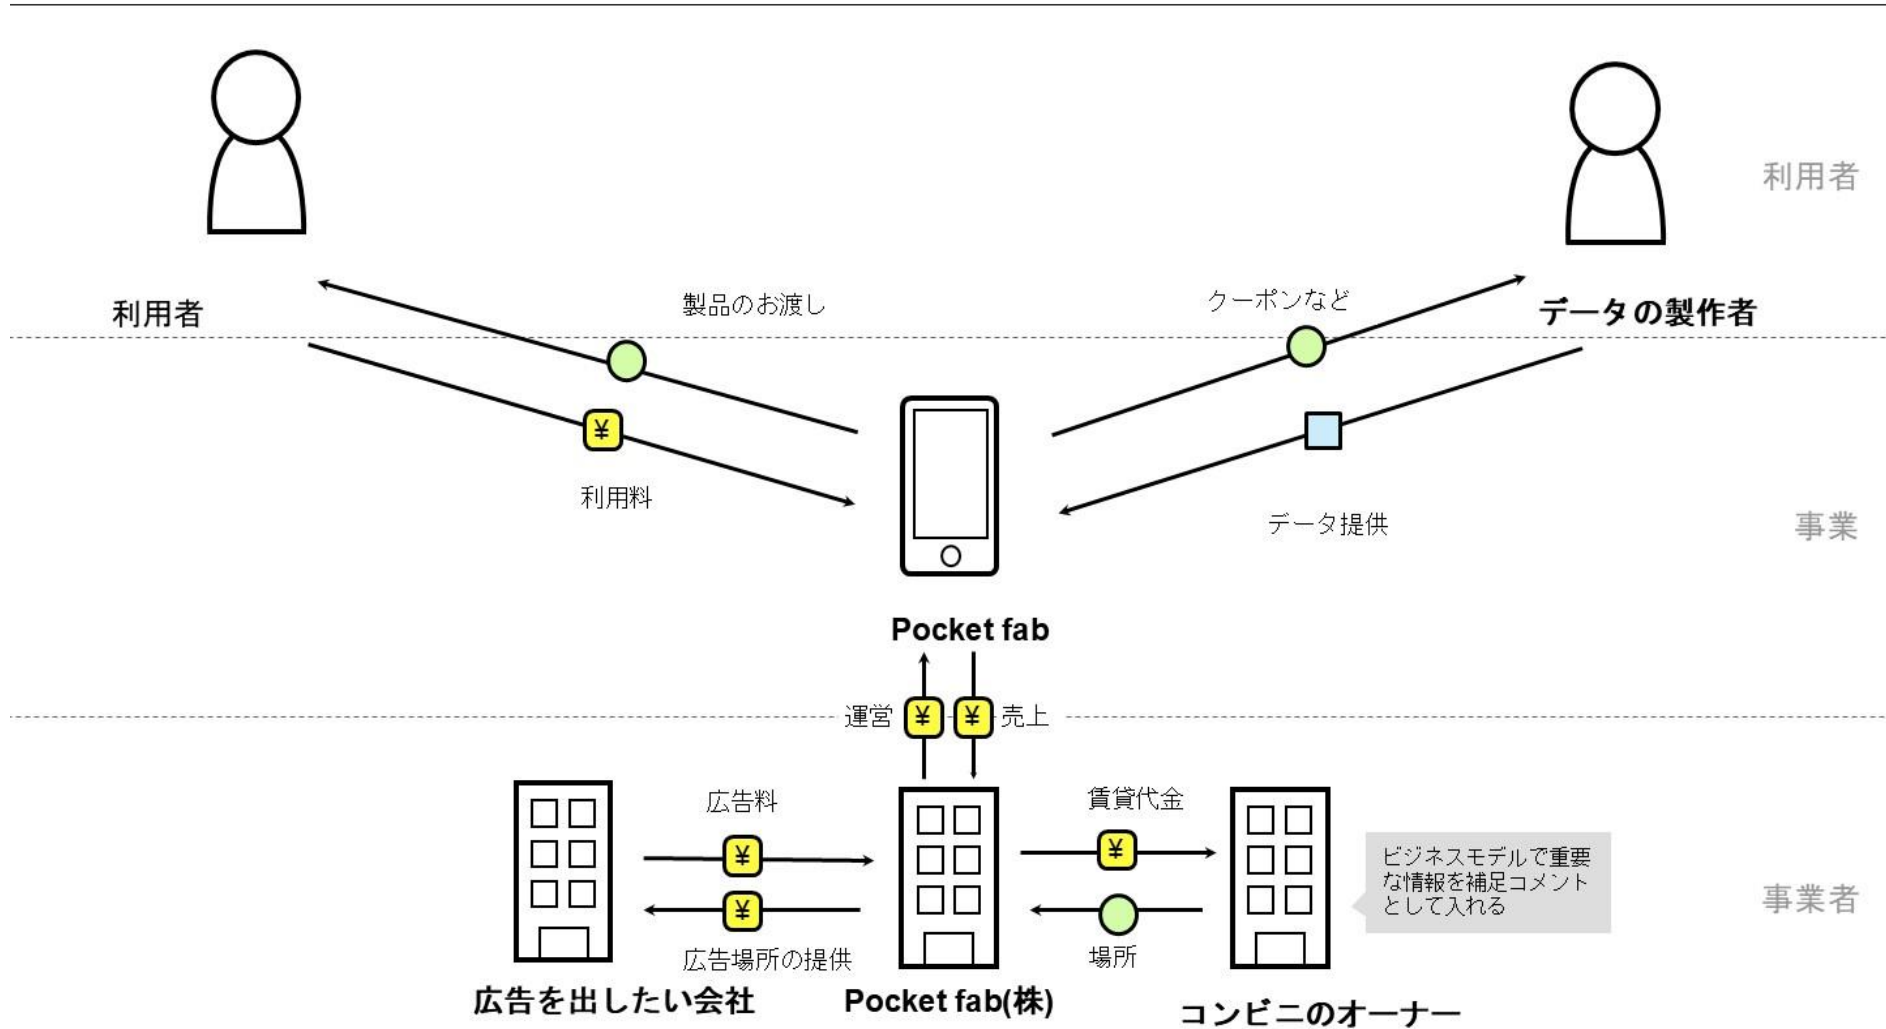 利用者
製品のお渡し
クーポンなど
利用者
データの製作者
¥
利用料
データ提供
事業
Pocket fab
運営 ¥ ¥ 売上
広告料
賃貸代金
¥
¥
ビジネスモデルで重要
な情報を補足コメント
として入れる
事業者
¥
広告場所の提供
場所
広告を出したい会社
Pocket fab(株)
コンビニのオーナー